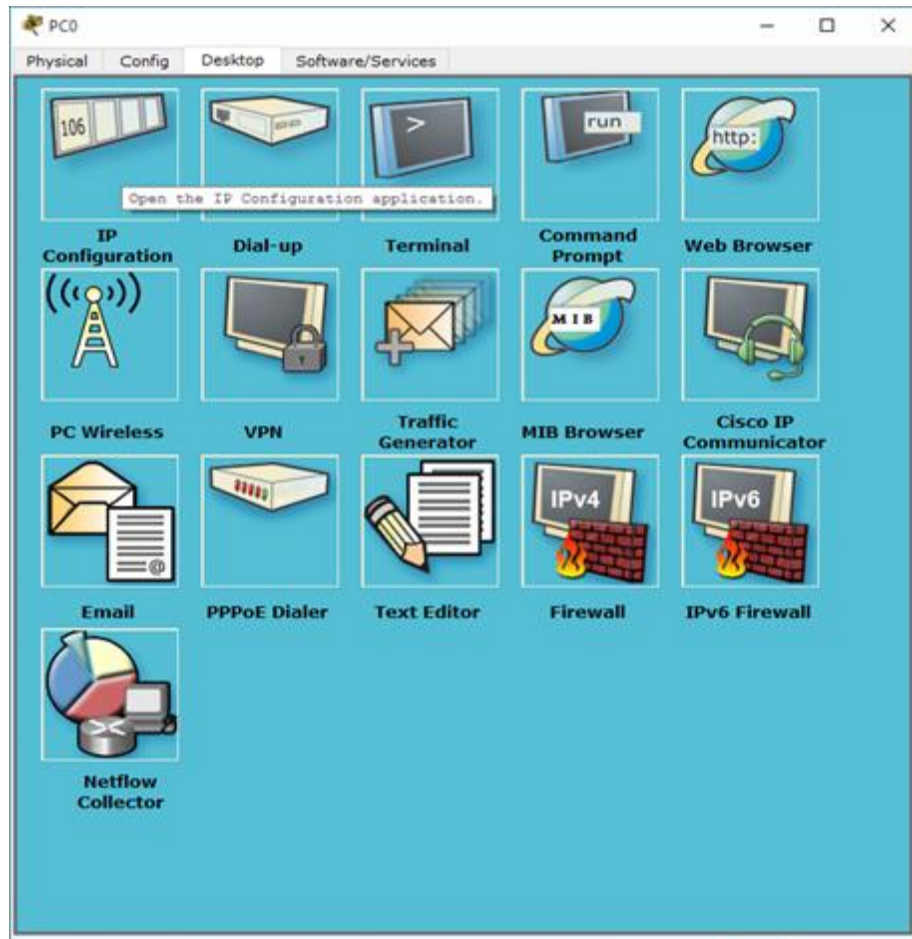 PC0
Physical Config Desktop Software/Services
106
>
run
http:
Open the IP Configuration application.
IP
Configuration
Dial-up
Terminal
Command
Prompt
Web Browser
PC Wireless
VPN
Traffic
Generator
MIB
MIB Browser
Cisco IP
Communicator
@
Email
PPPoE Dialer
Text Editor
IPv4
Firewall
IPv6
IPv6 Firewall
Netflow
Collector